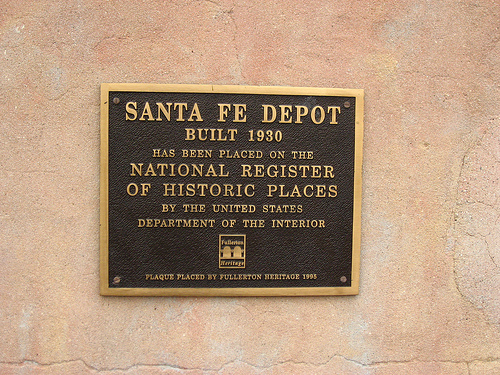 SANTA FE DEPOT
BUILT 1930
HAS BEEN PLACED ON THE
NATIONAL REGISTER
OF HISTORIC PLACES
BY THE UNITED STATES
DEPARTMENT OF THE INTERIOR
Fullerton
Heritage
PLAQUE PLACED BY FULLERTON HERITAGE 1995